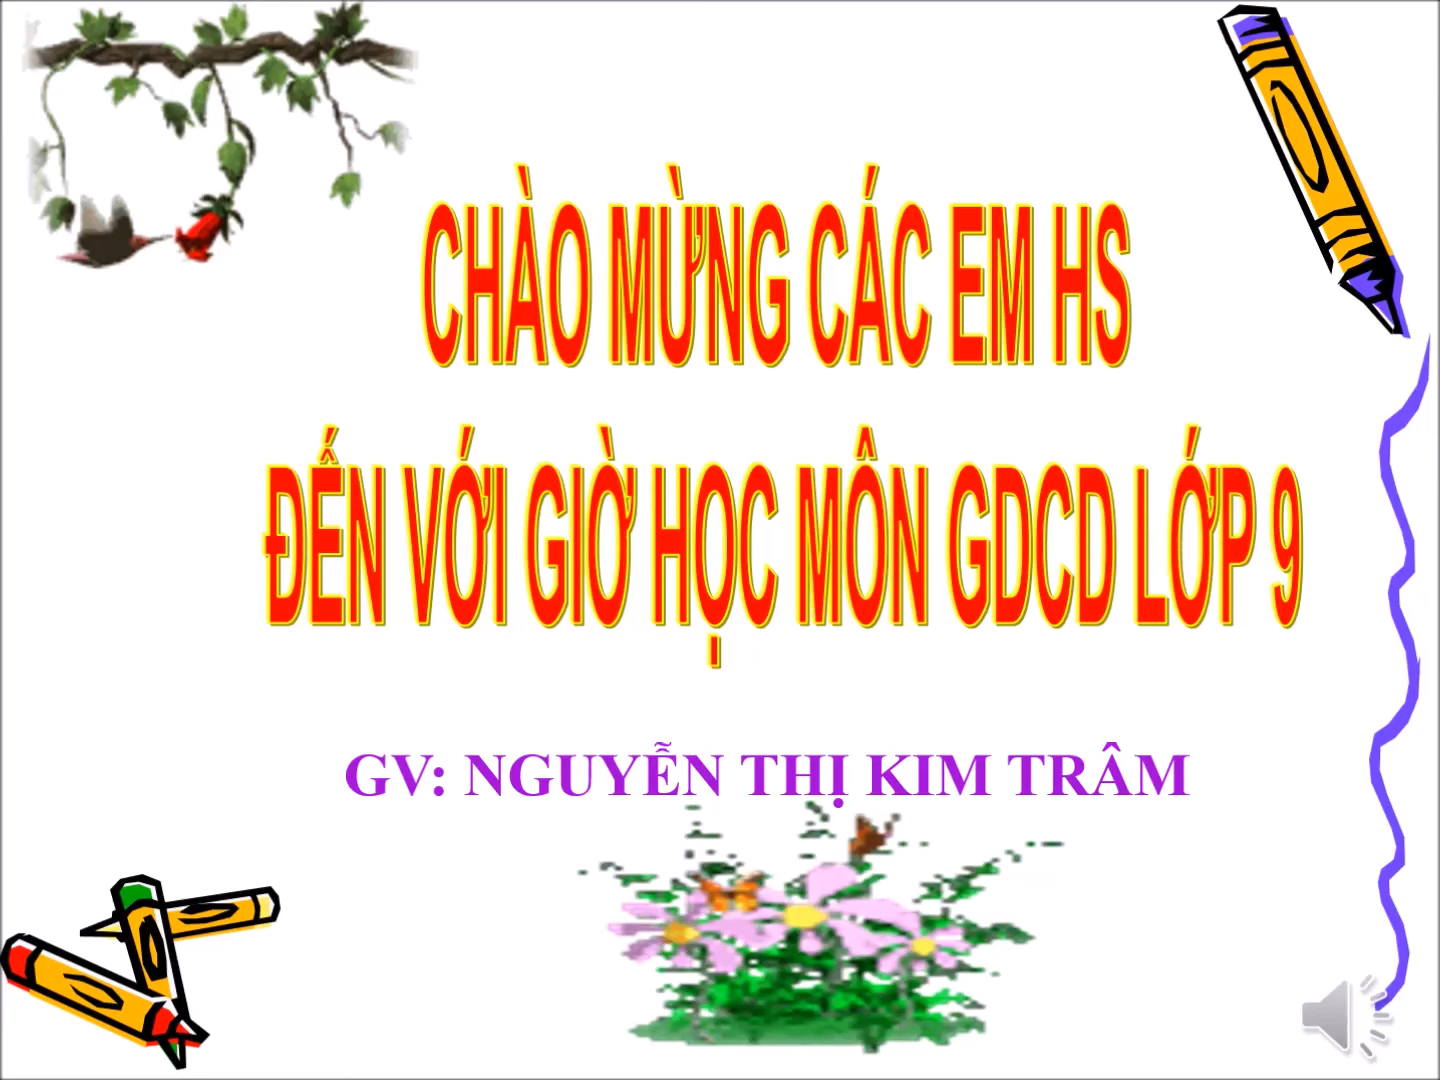 CHÀO MỪNG CÁC EM HS
ĐẾN VỚI GIỜ HỌC MÔN GDCD LỚP 9
GV: NGUYỄN THỊ KIM TRÂM